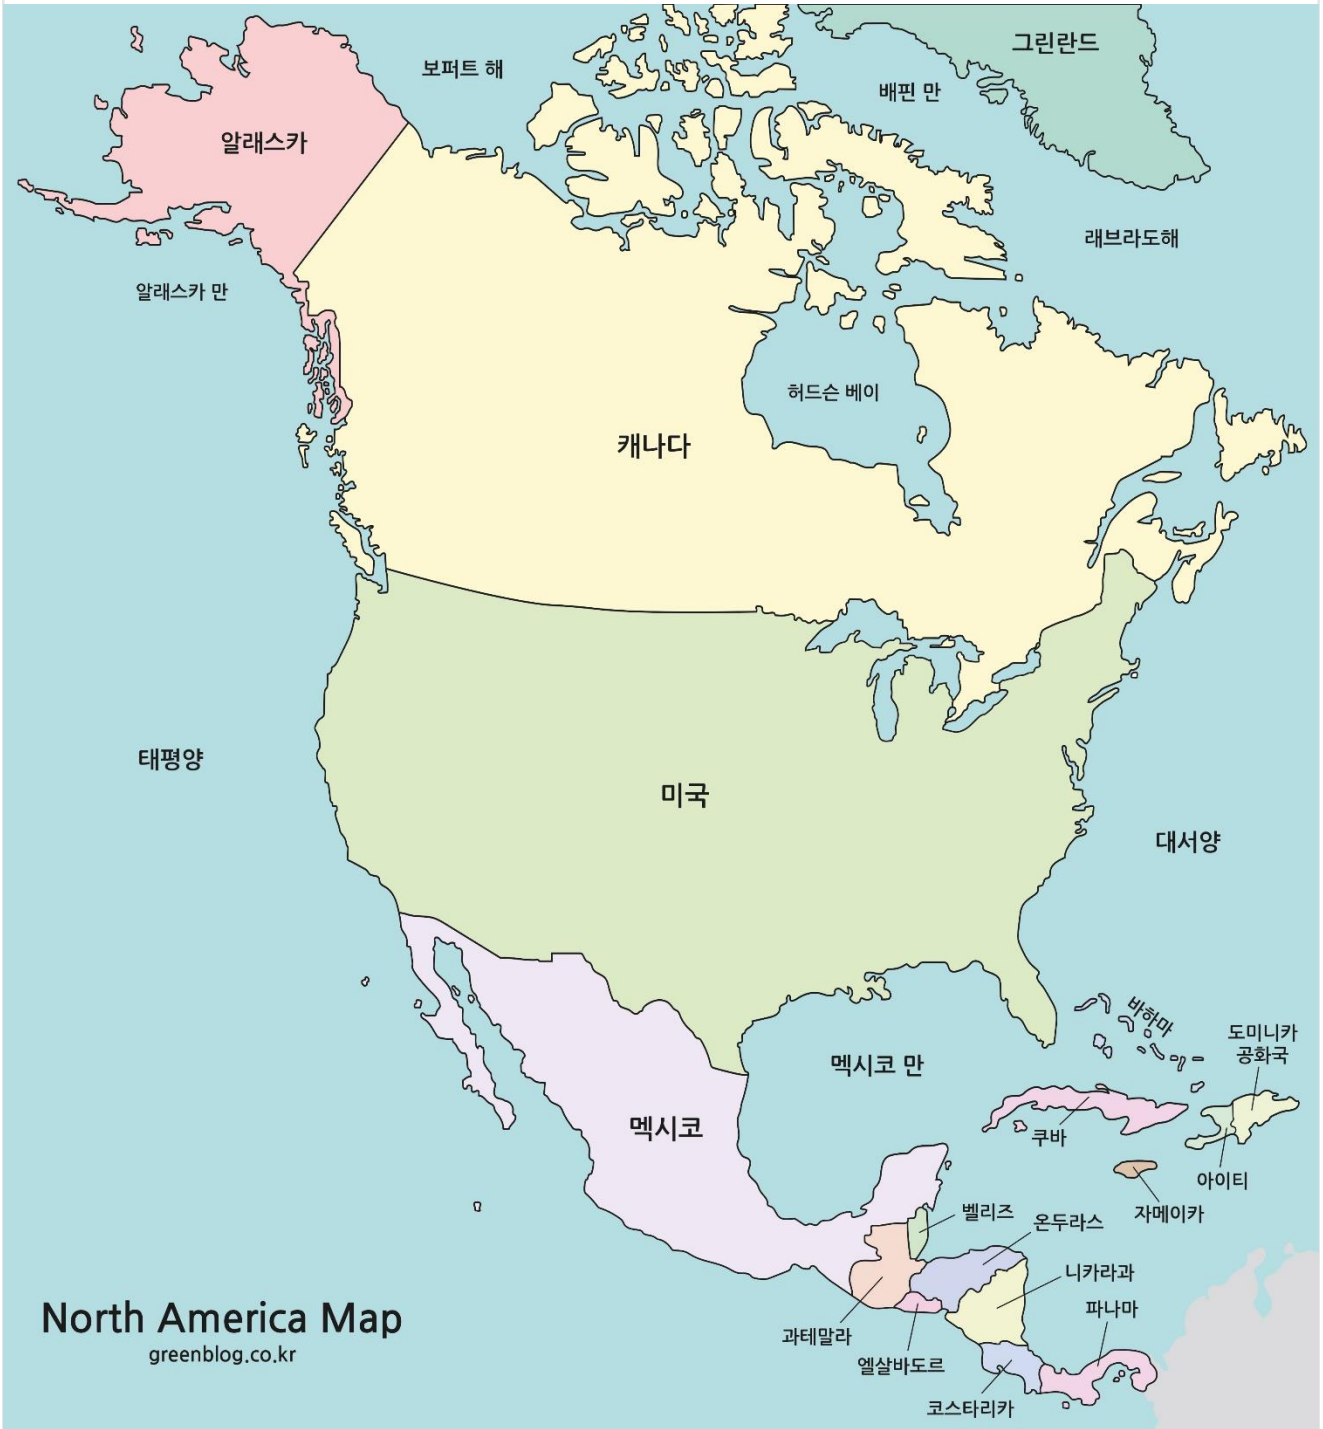 그린란드
보퍼트 해
배핀 만
알래스카
래브라도해
알래스카 만
허드슨 베이
캐나다
태평양
미국
대서양
바하마
도미니카
공화국
멕시코 만
멕시코
쿠바
아이티
자메이카
벨리즈
온두라스
니카라과
파나마
North America Map
greenblog.co.kr
과테말라
엘살바도르
코스타리카